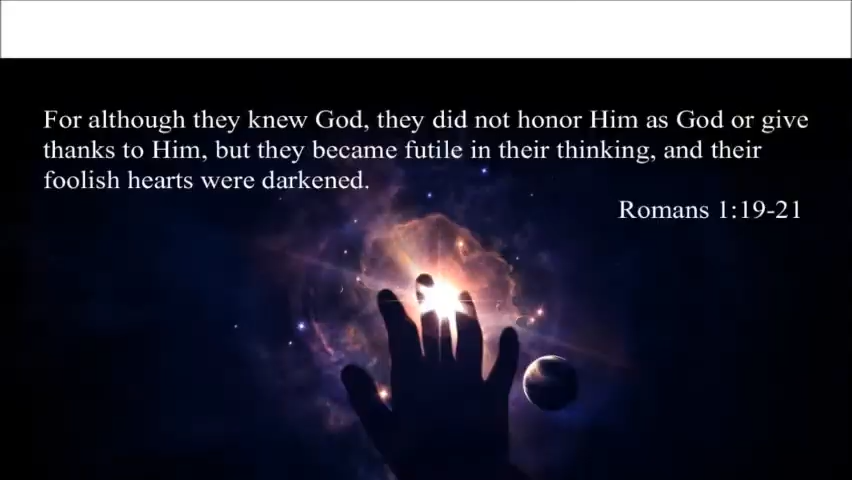 For although they knew God, they did not honor Him as God or give
thanks to Him, but they became futile in their thinking, and their
foolish hearts were darkened.
Romans 1:19-21